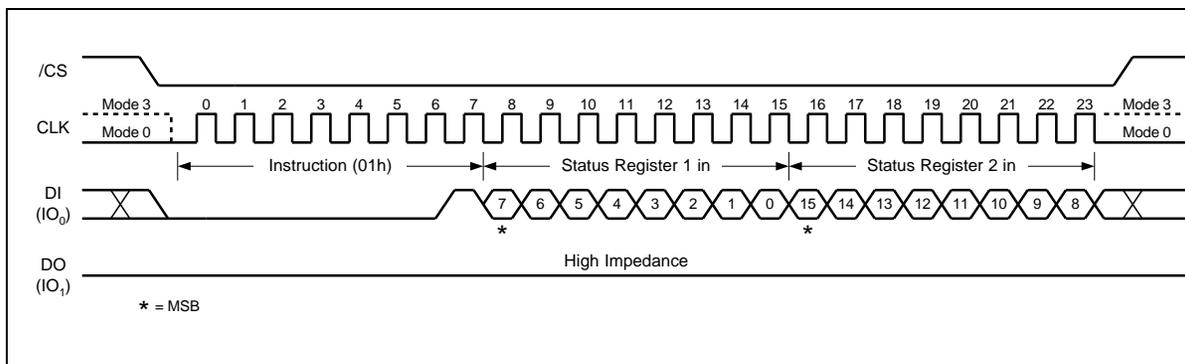 /CS
Mode 3 0 1 2 3 4 5 6 7 8 9 10 11 12 13 14 15 16 17 18 19 20 21 22 23 Mode 3
CLK Mode 0 Mode 0
Instruction (01h) Status Register 1 in Status Register 2 in
DI
(IO0) 7 6 5 4 3 2 1 0 15 14 13 12 11 10 9 8
* *
High Impedance
DO
(IO1)
* = MSB